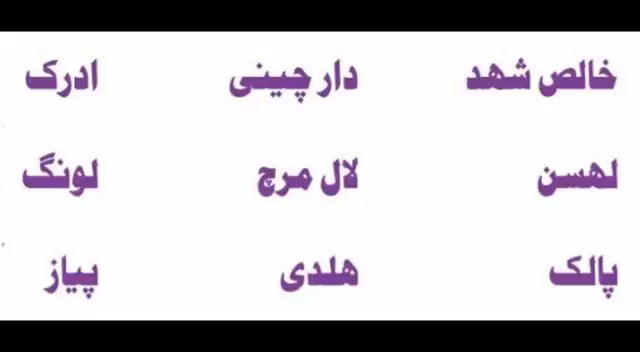 خالص شهد دار چینی ادرک
لهسن لال مرچ لونگ
پالک هلدی پیاز